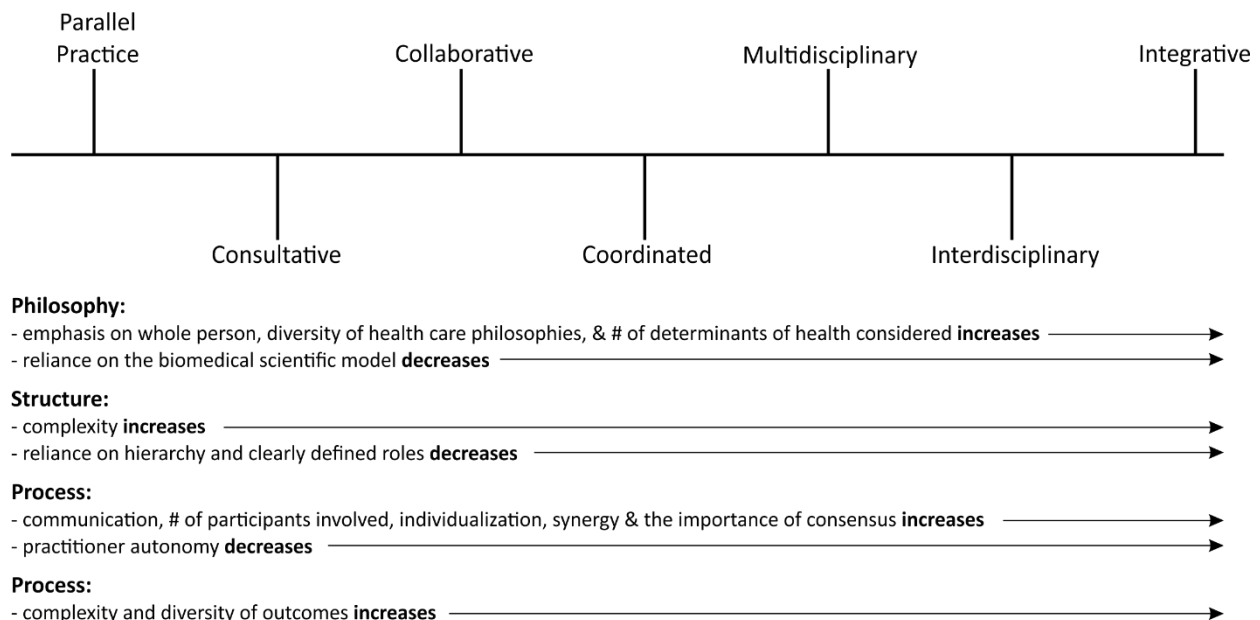 Parallel
Practice
Collaborative
Multidisciplinary
Integrative
Consultative
Coordinated
Interdisciplinary
Philosophy:
- emphasis on whole person, diversity of health care philosophies, & # of determinants of health considered increases
- reliance on the biomedical scientific model decreases
Structure:
- complexity increases
- reliance on hierarchy and clearly defined roles decreases
Process:
- communication, # of participants involved, individualization, synergy & the importance of consensus increases
- practitioner autonomy decreases
Process:
- complexity and diversity of outcomes increases